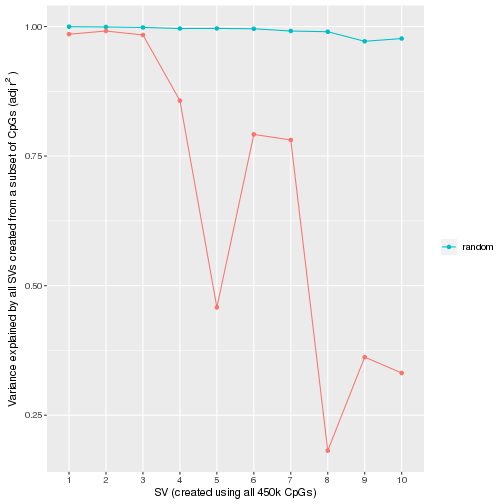 Variance explained by all SVs created from a subset of CpGs (adj r²)
1.00
0.75
0.50
0.25
1 2 3 4 5 6 7 8 9 10
SV (created using all 450k CpGs)
random